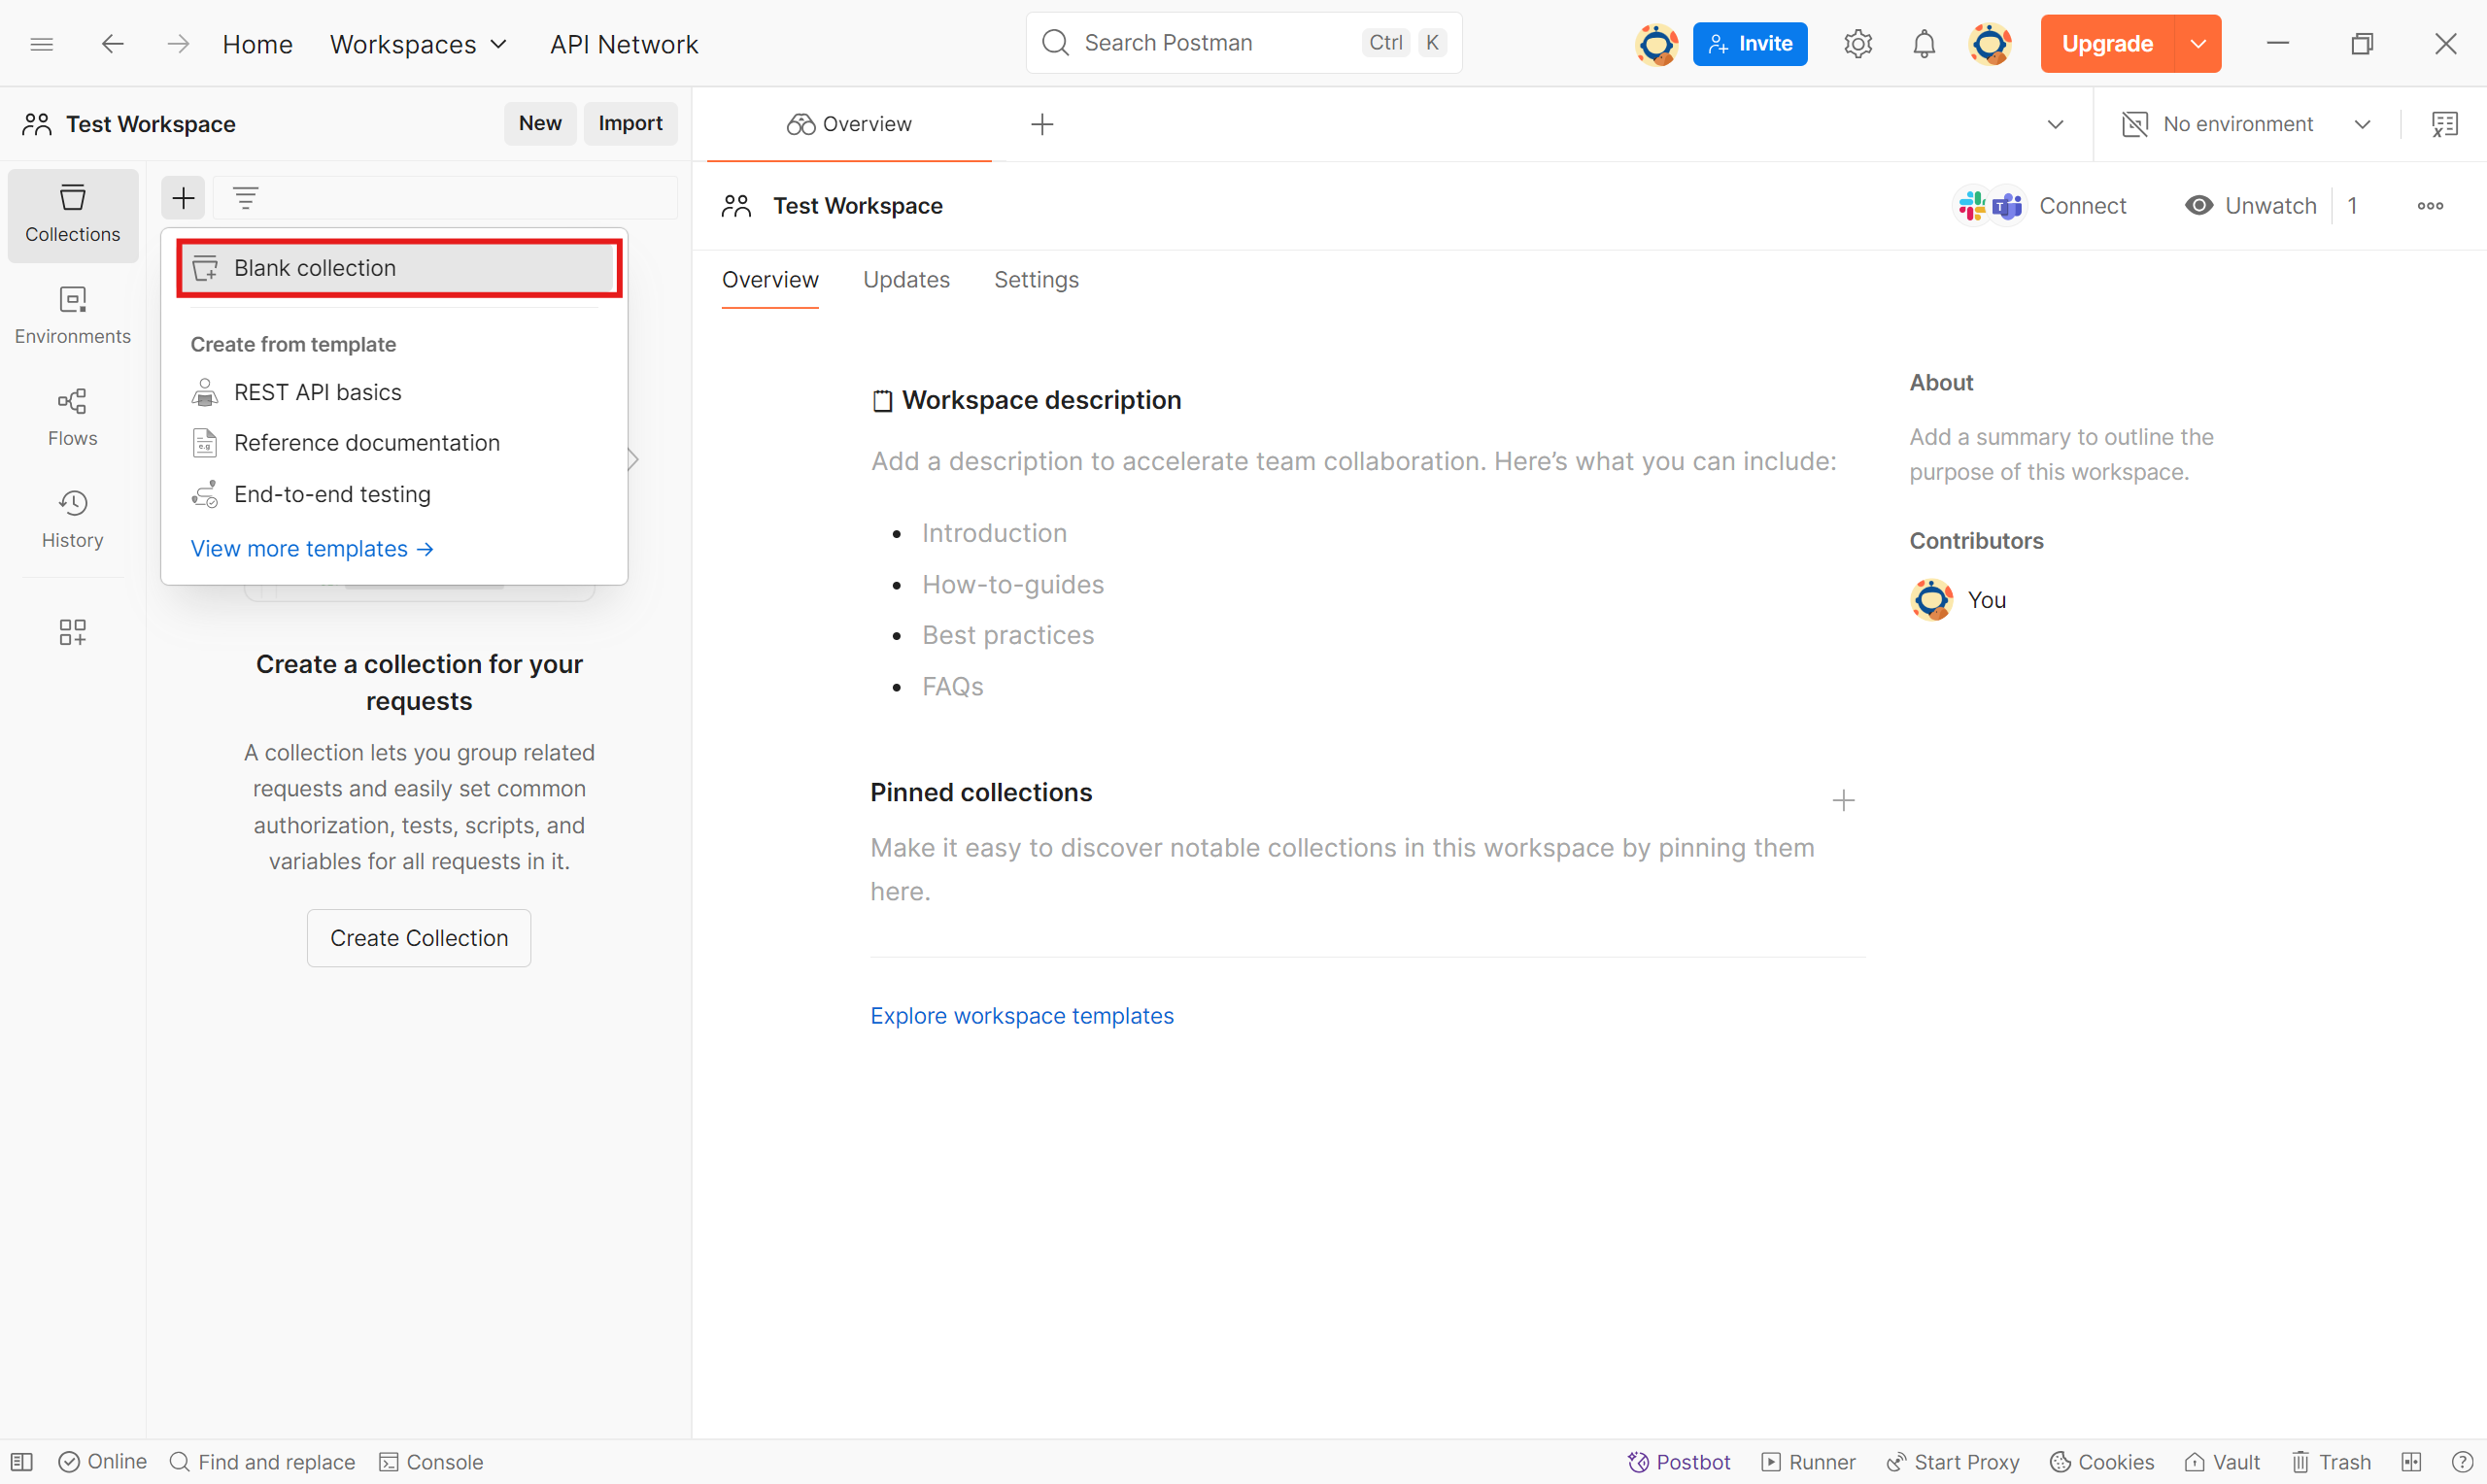 Home
Workspaces
API Network
Search Postman
Ctrl
K
Invite
Upgrade
Test Workspace
New
Import
Overview
No environment
Collections
Environments
Flows
History
Blank collection
Create from template
REST API basics
Reference documentation
End-to-end testing
View more templates →
Create a collection for your
requests
A collection lets you group related
requests and easily set common
authorization, tests, scripts, and
variables for all requests in it.
Create Collection
Test Workspace
Connect
Unwatch
1
Overview
Updates
Settings
Workspace description
Add a description to accelerate team collaboration. Here's what you can include:
• Introduction
• How-to-guides
• Best practices
• FAQs
Pinned collections
Make it easy to discover notable collections in this workspace by pinning them
here.
Explore workspace templates
About
Add a summary to outline the
purpose of this workspace.
Contributors
You
Online
Find and replace
Console
Postbot
Runner
Start Proxy
Cookies
Vault
Trash